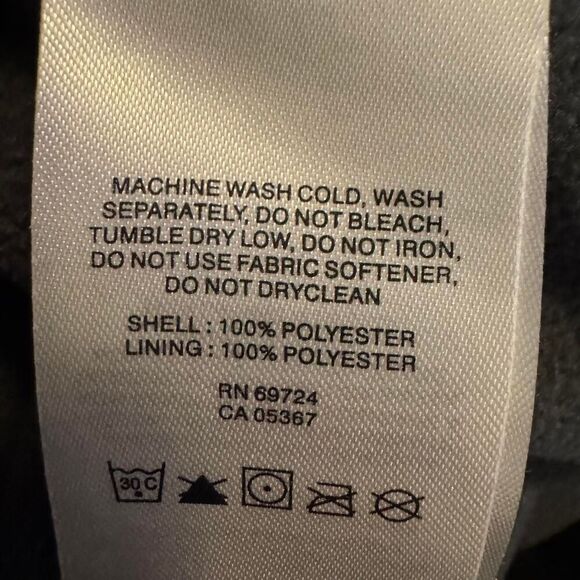 MACHINE WASH COLD, WASH
SEPARATELY, DO NOT BLEACH,
TUMBLE DRY LOW, DO NOT IRON,
DO NOT USE FABRIC SOFTENER,
DO NOT DRYCLEAN
SHELL : 100% POLYESTER
LINING : 100% POLYESTER
RN 69724
CA 05367
30 C